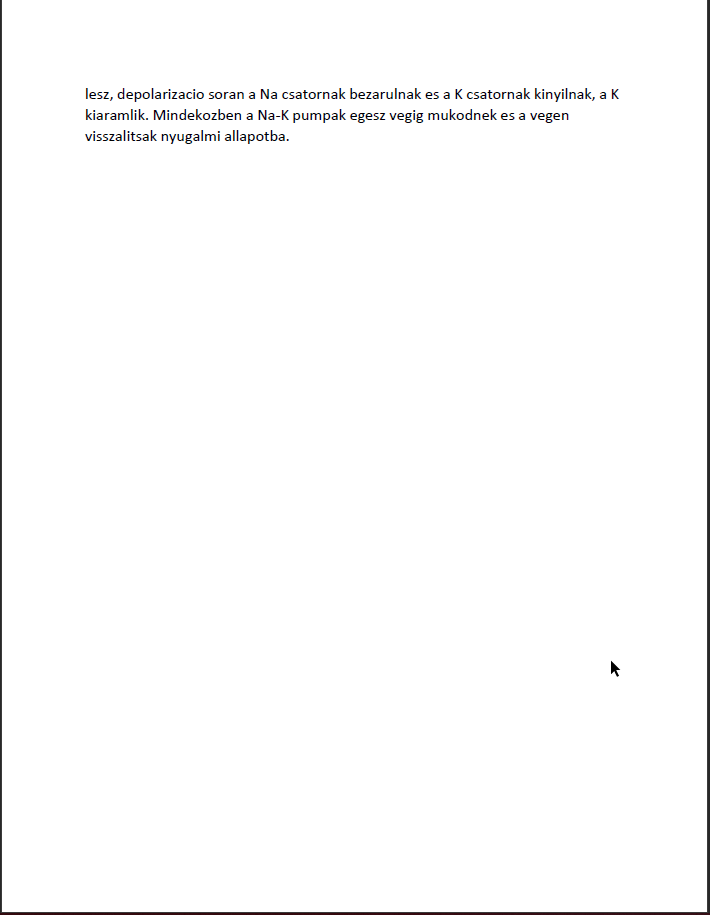 lesz, depolarizacio soran a Na csatornak bezarulnak es a K csatornak kinyilnak, a K
kiaramlik. Mindekozben a Na-K pumpak egesz vegig mukodnek es a vegen
visszalitsak nyugalmi allapotba.